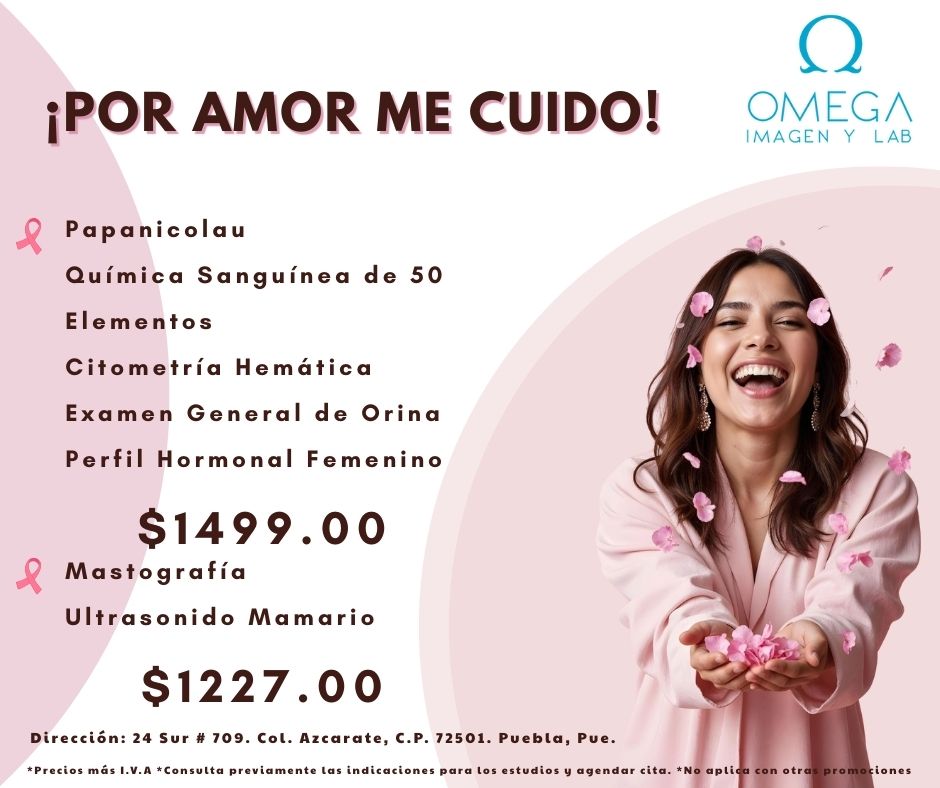 ¡POR AMOR ME CUIDO!
Ω
OMEGA
IMAGEN Y LAB
Papanicolau
Química Sanguínea de 50
Elementos
Citometría Hemática
Examen General de Orina
Perfil Hormonal Femenino
$1499.00
Mastografía
Ultrasonido Mamario
$1227.00
Dirección: 24 Sur # 709. Col. Azcarate, C.P. 72501. Puebla, Pue.
*Precios más I.V.A *Consulta previamente las indicaciones para los estudios y agendar cita. *No aplica con otras promociones